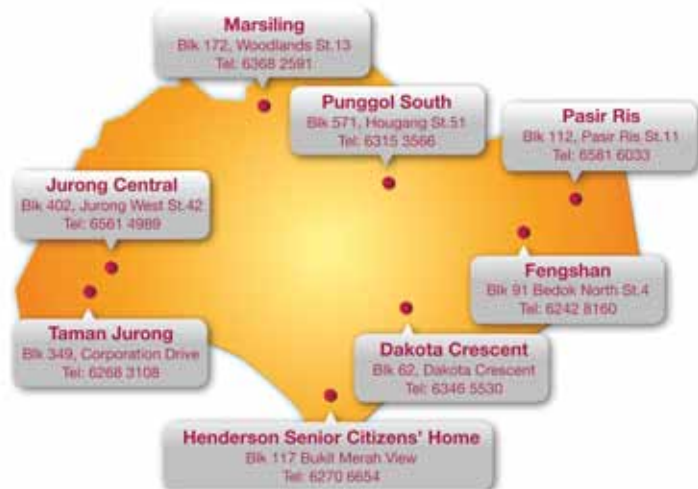 Marsiling
Blk 172, Woodlands St.13
Tel: 6368 2591
Punggol South
Blk 571, Hougang St.51
Tel: 6315 3566
Pasir Ris
Blk 112, Pasir Ris St.11
Tel: 6581 6033
Jurong Central
Blk 402, Jurong West St.42
Tel: 6561 4989
Fengshan
Blk 91 Bedok North St.4
Tel: 6242 8160
Taman Jurong
Blk 349, Corporation Drive
Tel: 6268 3108
Dakota Crescent
Blk 62, Dakota Crescent
Tel: 6346 5530
Henderson Senior Citizens' Home
Blk 117 Bukit Merah View
Tel: 6270 6654